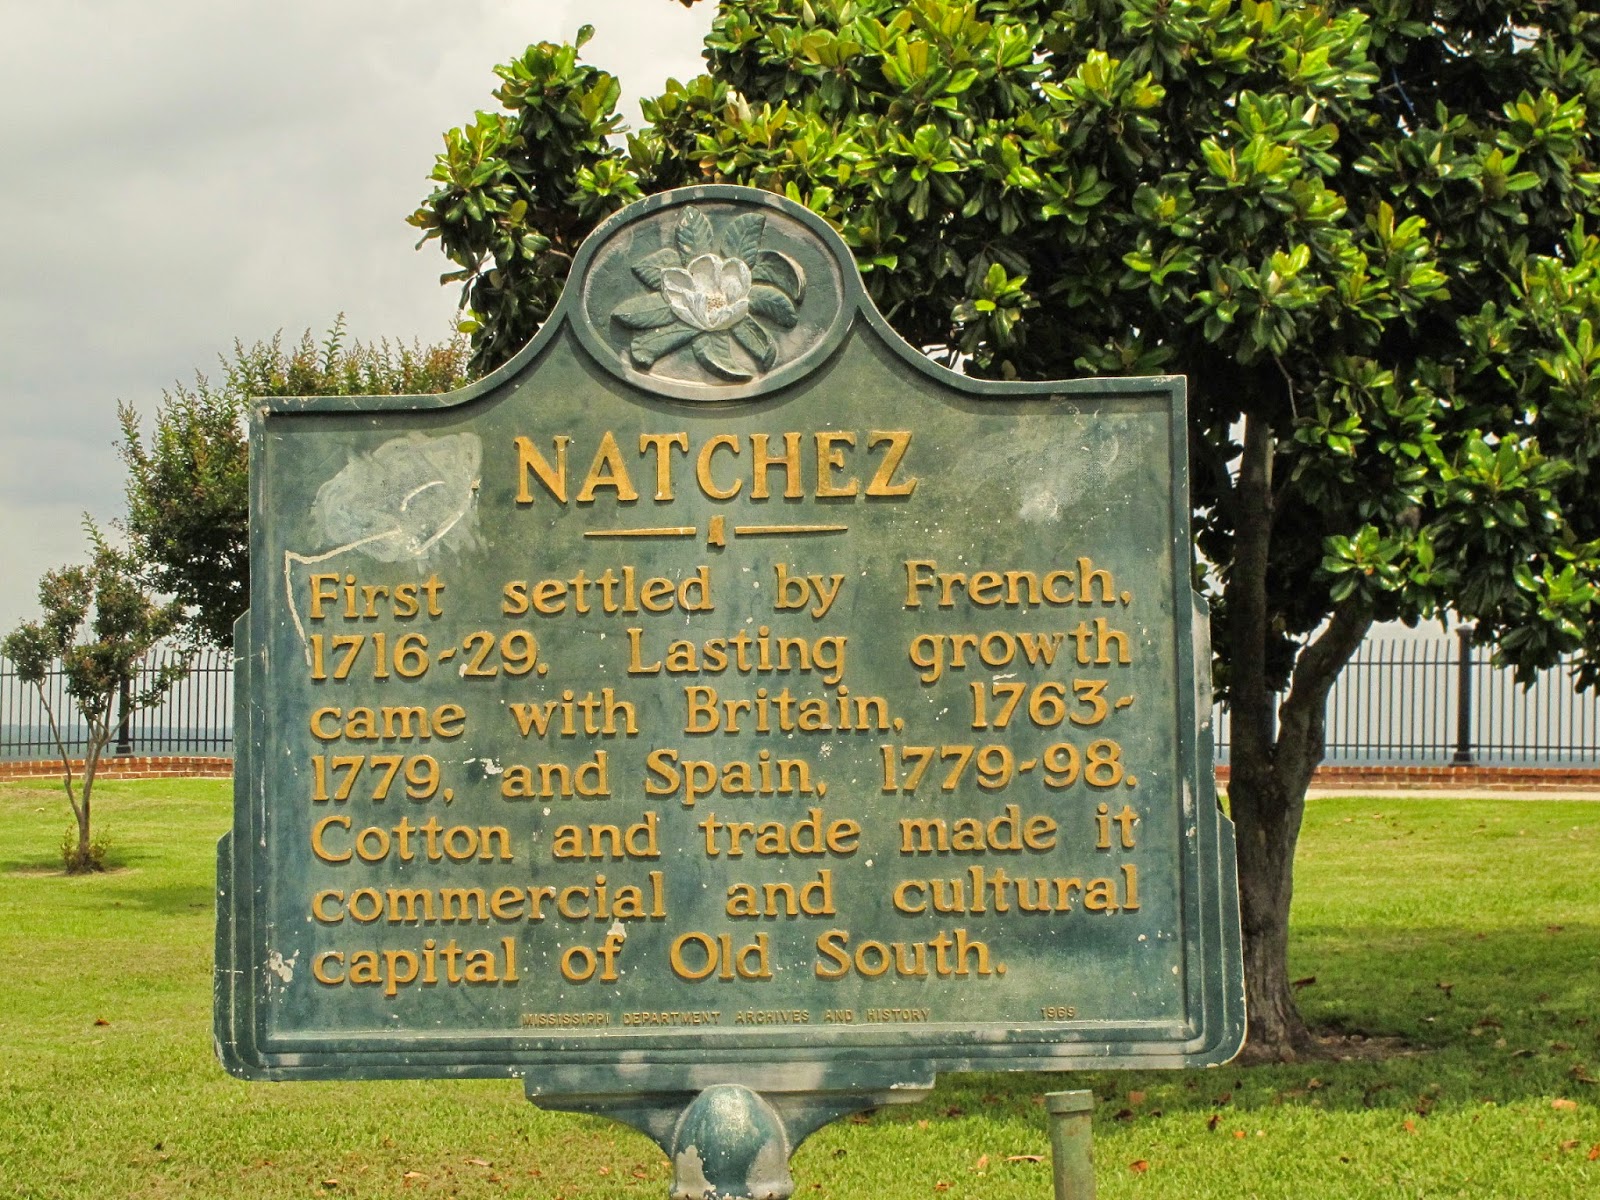 NATCHEZ
First settled by French,
1716-29. Lasting growth
came with Britain, 1763-
1779, and Spain, 1779-98.
Cotton and trade made it
commercial and cultural
capital of Old South.
MISSISSIPPI DEPARTMENT ARCHIVES AND HISTORY 1969